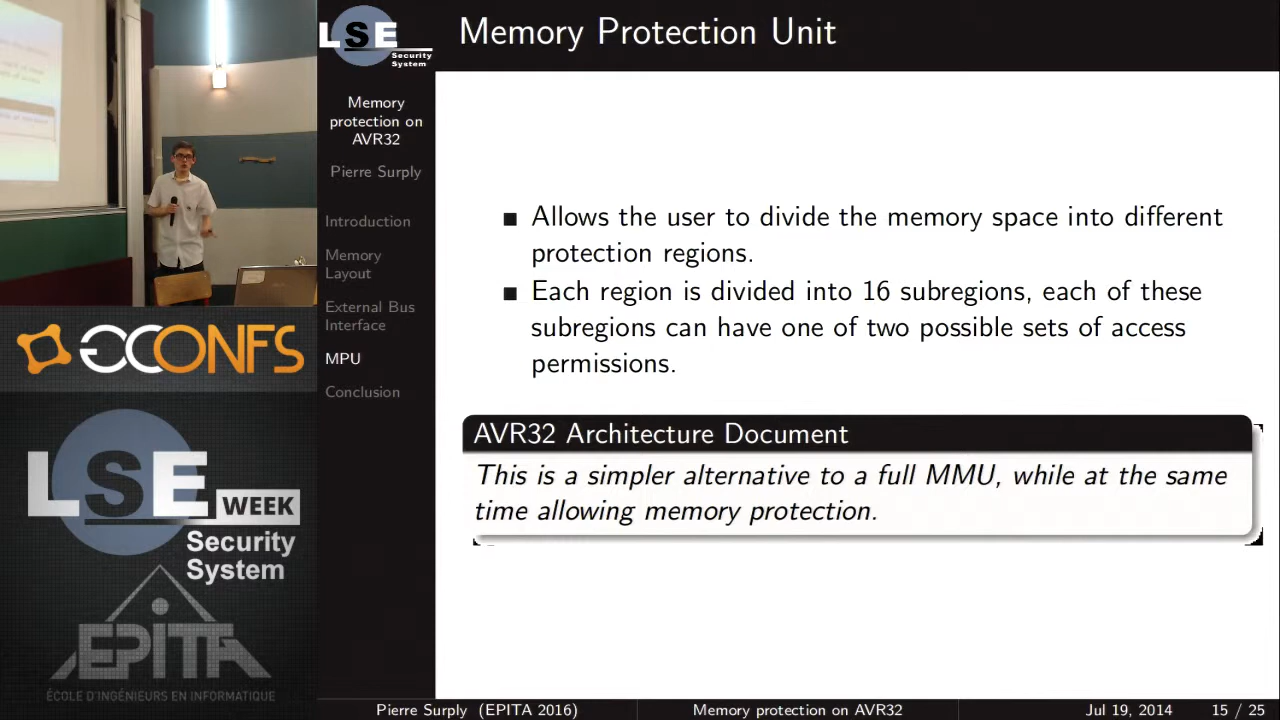 LSE
Security
System
Memory Protection Unit
Memory
protection on
AVR32
Pierre Surply
Introduction
Memory
Layout
External Bus
Interface
MPU
Conclusion
Allows the user to divide the memory space into different
protection regions.
Each region is divided into 16 subregions, each of these
subregions can have one of two possible sets of access
permissions.
AVR32 Architecture Document
This is a simpler alternative to a full MMU, while at the same
time allowing memory protection.
CONFS
LSE
WEEK
Security
System
EPITA
ÉCOLE D'INGÉNIEURS EN INFORMATIQUE
Pierre Surply (EPITA 2016)
Memory protection on AVR32
Jul 19, 2014
15 / 25